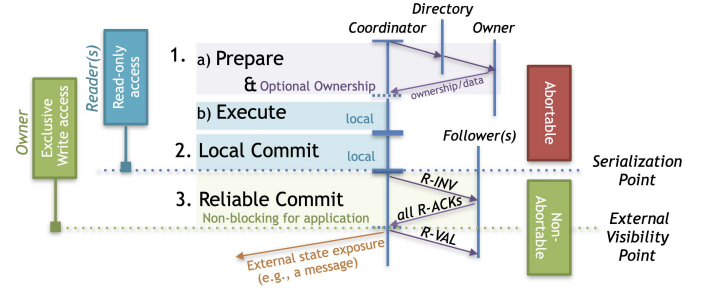 Directory
Coordinator
Owner
1. a) Prepare
& Optional Ownership
ownership/data
b) Execute
local
2. Local Commit
local
Follower(s)
3. Reliable Commit
Non-blocking for application
R-INV
all R-ACKs
R-VAL
External state exposure
(e.g., a message)
Reader(s)
Read-only
access
Owner
Exclusive
Write access
Abortable
Serialization
Point
Non-
Abortable
External
Visibility
Point